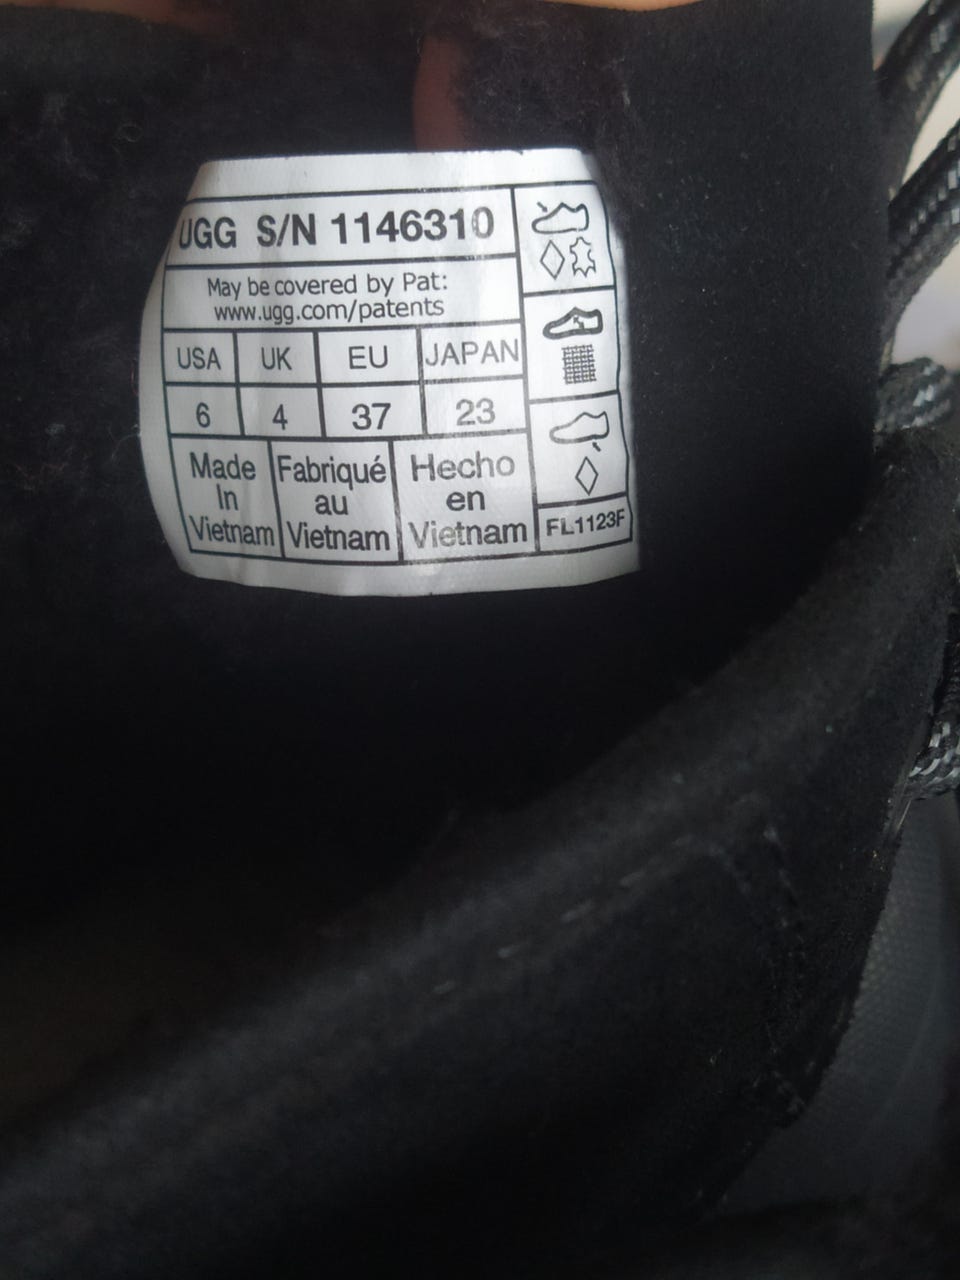 UGG S/N 1146310
May be covered by Pat:
www.ugg.com/patents
USA UK EU JAPAN
6 4 37 23
Made
In
Vietnam
Fabriqué
au
Vietnam
Hecho
en
Vietnam
FL1123F